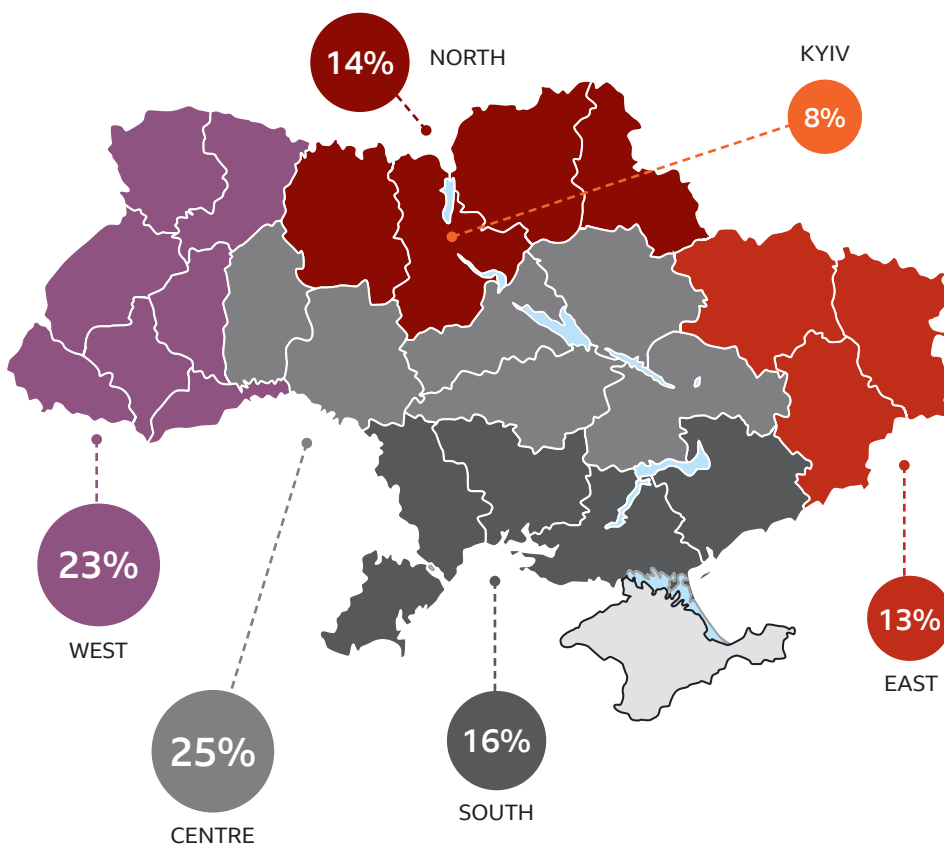 14%
NORTH
KYIV
8%
23%
WEST
13%
EAST
25%
CENTRE
16%
SOUTH